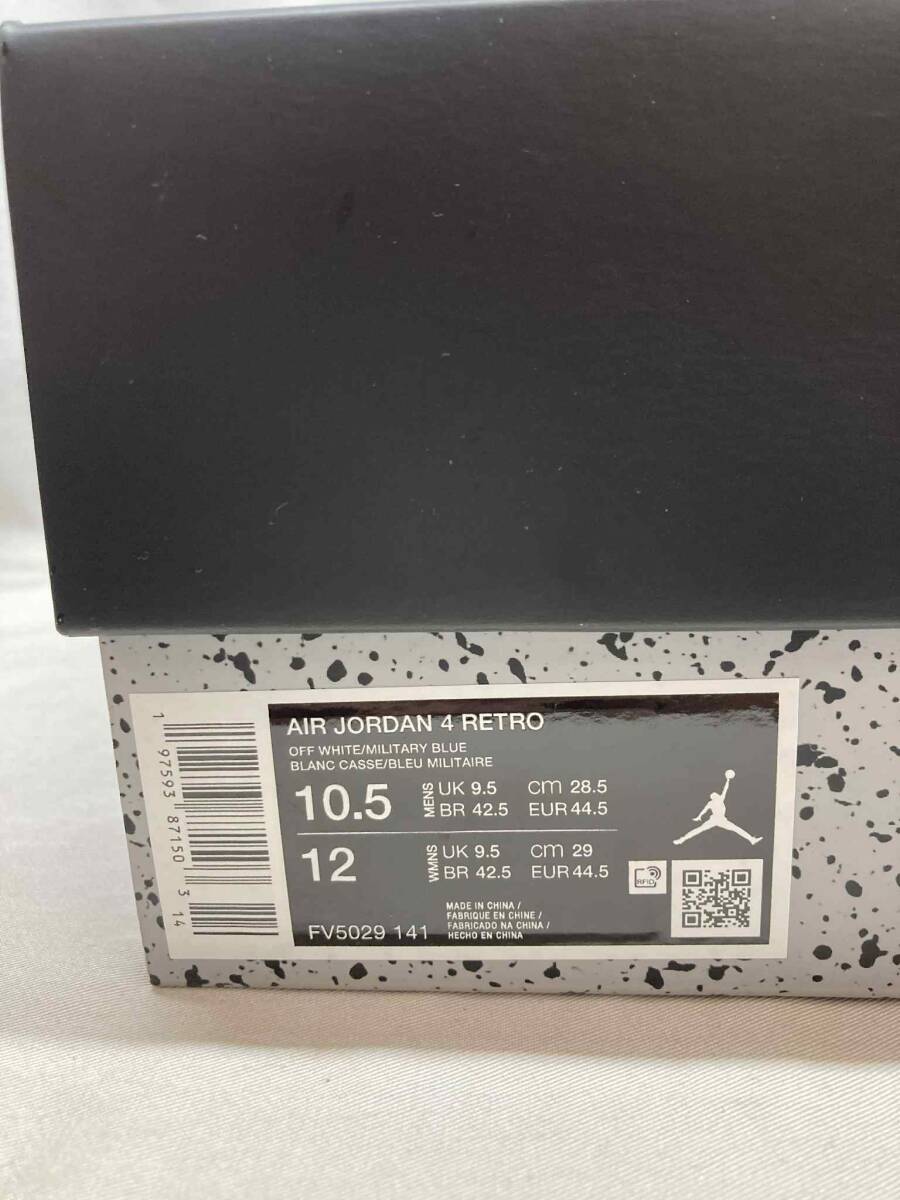 AIR JORDAN 4 RETRO
OFF WHITE/MILITARY BLUE
BLANC CASSE/BLEU MILITAIRE
10.5 MENS UK 9.5 CM 28.5
BR 42.5 EUR 44.5
12 WMNS UK 9.5 CM 29
BR 42.5 EUR 44.5
RFID
FV5029 141
MADE IN CHINA /
FABRIQUE EN CHINE /
FABRICADO NA CHINA /
HECHO EN CHINA
1 97593 87150 3 14